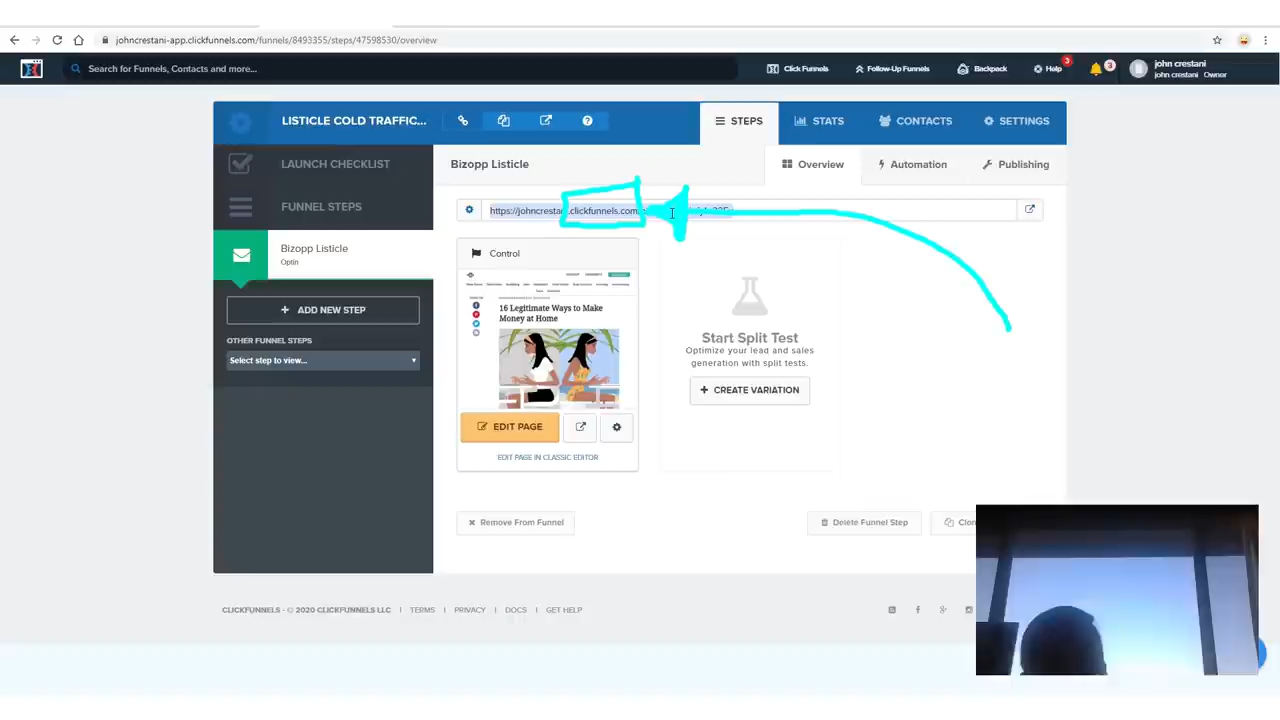 johncrestani-app.clickfunnels.com/funnels/8493355/steps/47598530/overview
Search for Funnels, Contacts and more...
Click Funnels
Follow-Up Funnels
Backpack
Help
3
3
john crestani
john crestani Owner
LISTICLE COLD TRAFFIC...
STEPS
STATS
CONTACTS
SETTINGS
LAUNCH CHECKLIST
Bizopp Listicle
Overview
Automation
Publishing
FUNNEL STEPS
https://johncrestani.clickfunnels.com/
Bizopp Listicle
Optin
Control
16 Legitimate Ways to Make
Money at Home
Start Split Test
Optimize your lead and sales
generation with split tests.
+ CREATE VARIATION
+ ADD NEW STEP
OTHER FUNNEL STEPS
Select step to view...
EDIT PAGE
EDIT PAGE IN CLASSIC EDITOR
Remove From Funnel
Delete Funnel Step
Clon
CLICKFUNNELS - © 2020 CLICKFUNNELS LLC | TERMS | PRIVACY | DOCS | GET HELP